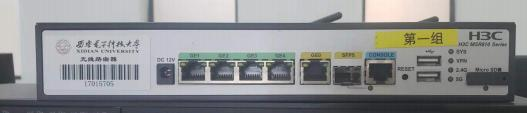 西安电子科技大学
XIDIAN UNIVERSITY
无线路由器
17015705
DC 12V
GE1
GE2
GE3
GE4
GE0
SFP5
CONSOLE
RESET
第一组
H3C
H3C MSR810 Series
SYS
VPN
2.4G
5G
Micro SD